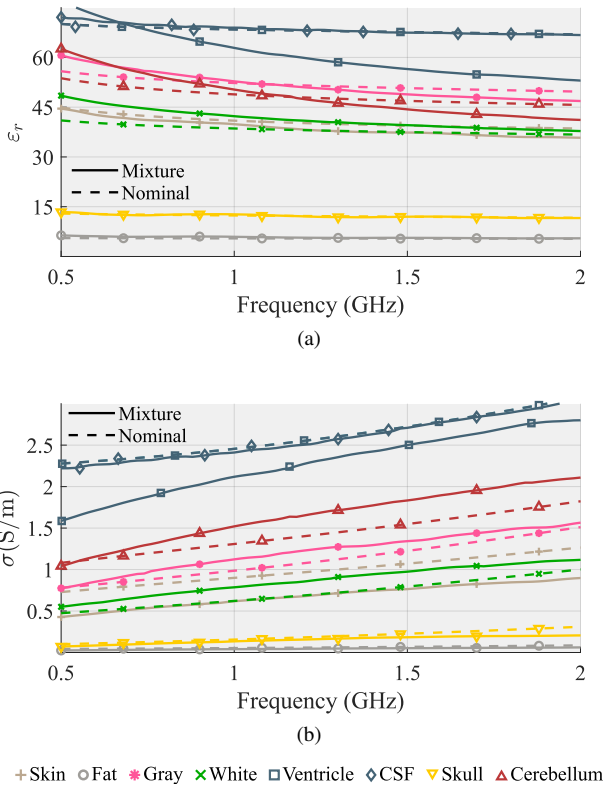 60
45
30
15
εr
Mixture
Nominal
0.5 1 1.5 2
Frequency (GHz)
(a)
2.5
2
1.5
1
0.5
σ(S/m)
Mixture
Nominal
0.5 1 1.5 2
Frequency (GHz)
(b)
Skin Fat Gray White Ventricle CSF Skull Cerebellum